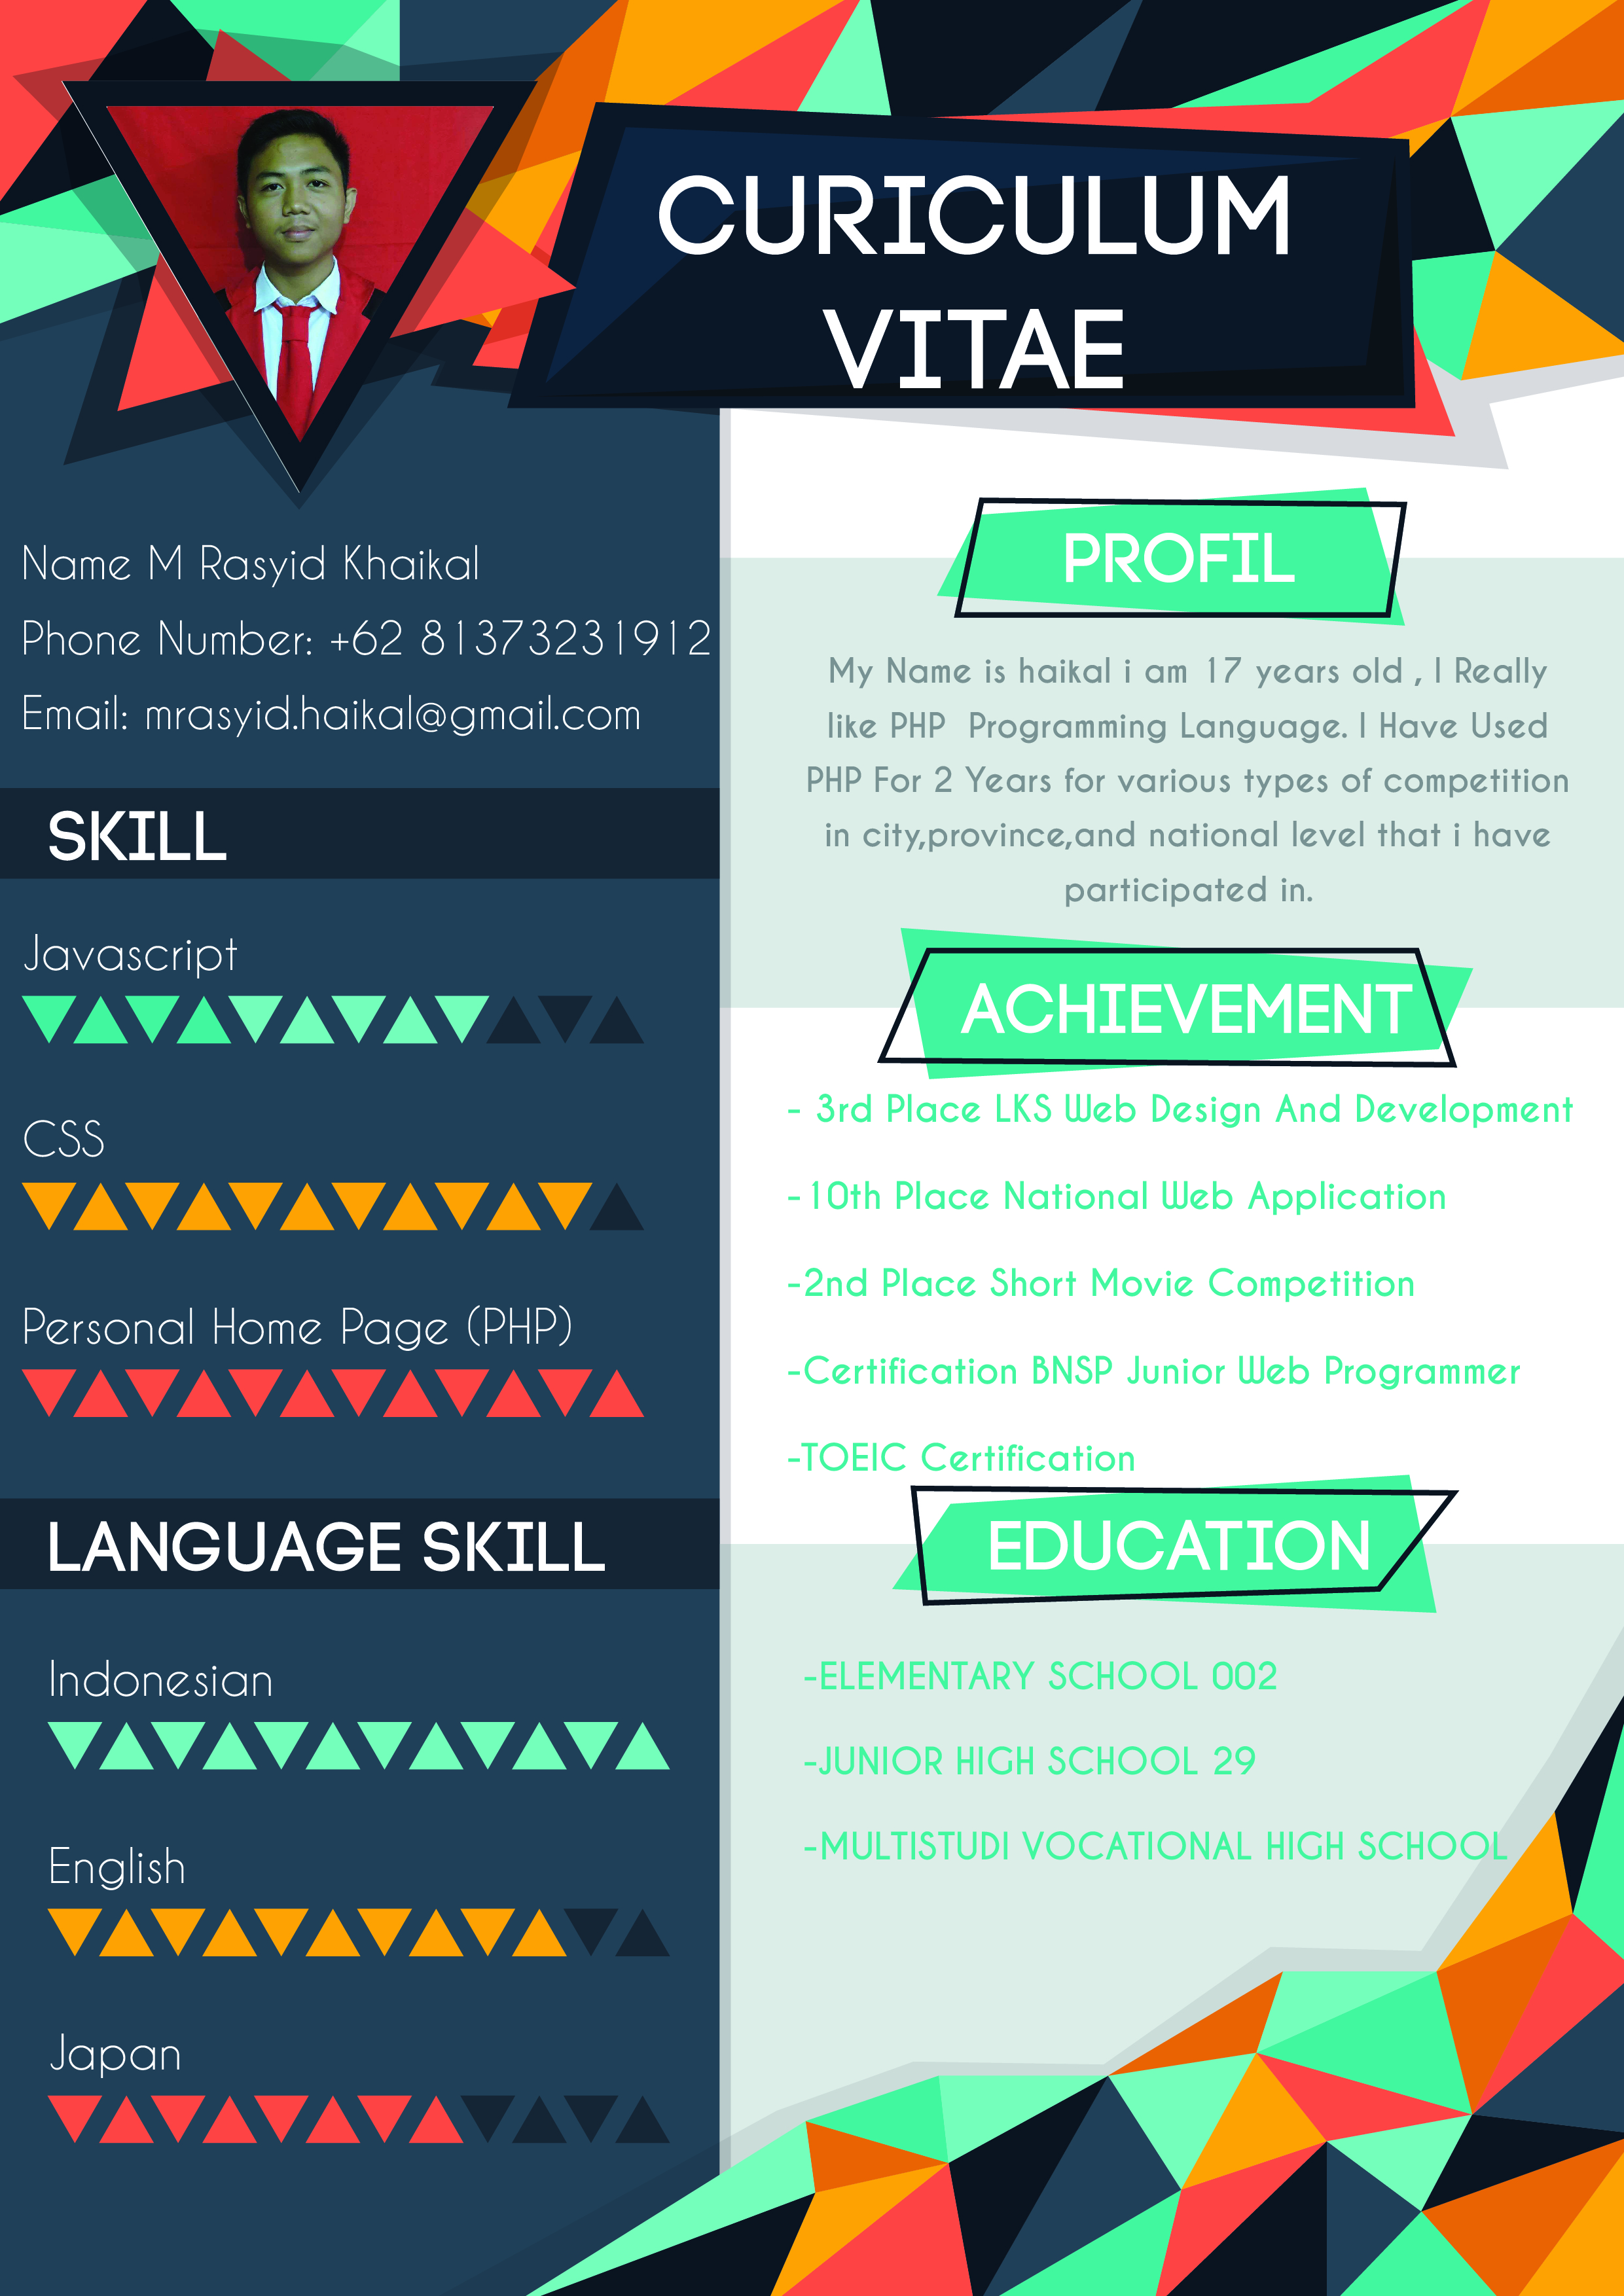 CURICULUM
VITAE
Name M Rasyid Khaikal
Phone Number: +62 81373231912
Email: mrasyid.haikal@gmail.com
SKILL
Javascript
CSS
Personal Home Page (PHP)
LANGUAGE SKILL
Indonesian
English
Japan
PROFIL
My Name is haikal i am 17 years old , I Really
like PHP  Programming Language. I Have Used
PHP For 2 Years for various types of competition
in city,province,and national level that i have
participated in.
ACHIEVEMENT
- 3rd Place LKS Web Design And Development
-10th Place National Web Application
-2nd Place Short Movie Competition
-Certification BNSP Junior Web Programmer
-TOEIC Certification
EDUCATION
-ELEMENTARY SCHOOL 002
-JUNIOR HIGH SCHOOL 29
-MULTISTUDI VOCATIONAL HIGH SCHOOL